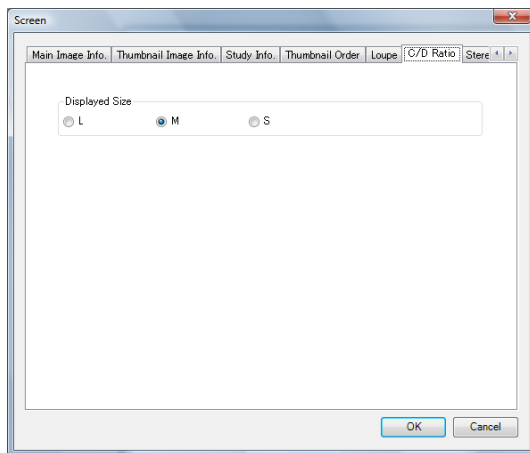 Screen
Main Image Info. Thumbnail Image Info. Study Info. Thumbnail Order Loupe C/D Ratio Stere
Displayed Size
L M S
OK Cancel